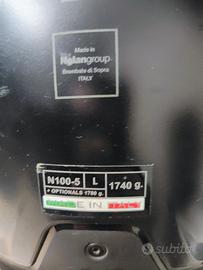 Made in
Nolangroup
Brembate di Sopra
ITALY
N100-5 L 1740 g.
+ OPTIONALS 1780 g.
MADE IN ITALY
subito